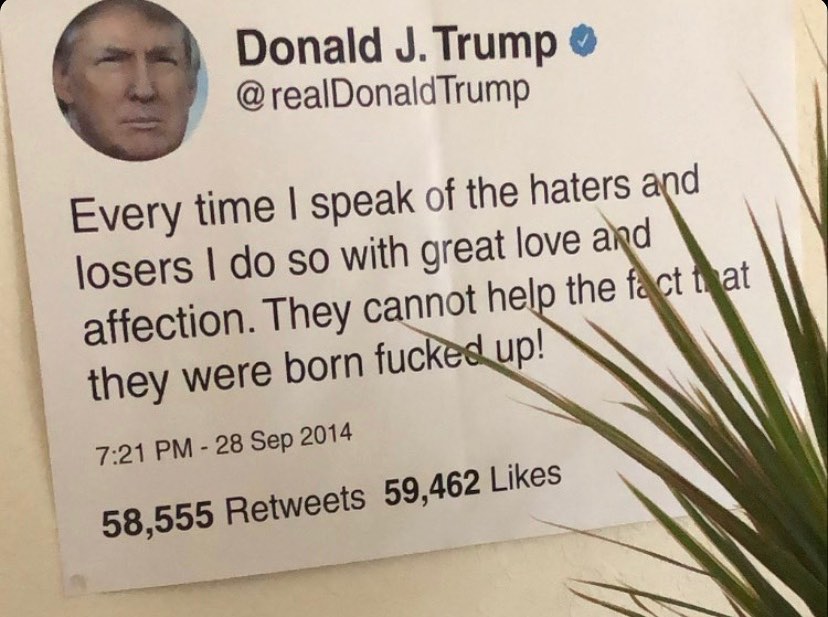 Donald J. Trump
@realDonaldTrump
Every time I speak of the haters and
losers I do so with great love and
affection. They cannot help the fact that
they were born fucked up!
7:21 PM - 28 Sep 2014
58,555 Retweets 59,462 Likes